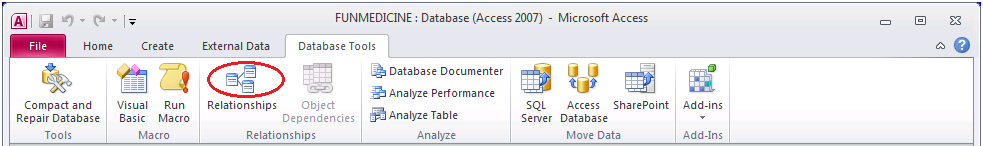 FUNMEDICINE : Database (Access 2007) - Microsoft Access
File Home Create External Data Database Tools
Compact and
Repair Database
Visual
Basic
Run
Macro
Relationships
Object
Dependencies
Database Documenter
Analyze Performance
Analyze Table
SQL
Server
Access
Database
SharePoint
Add-ins
Tools Macro Relationships Analyze Move Data Add-Ins